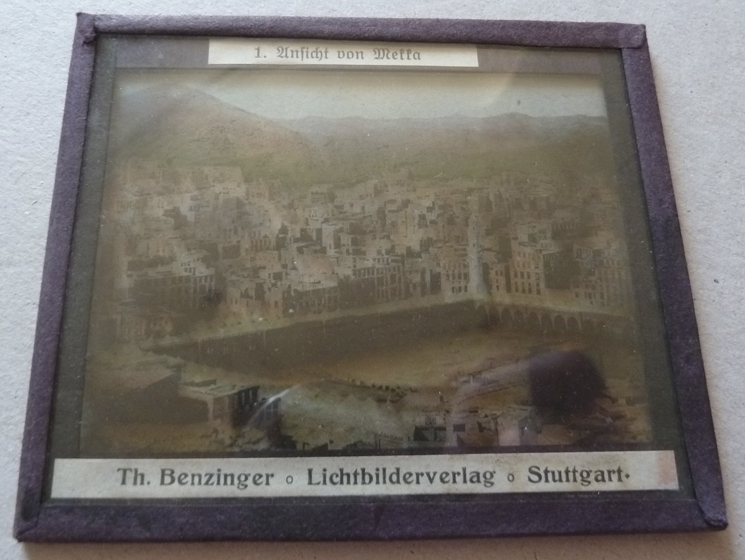 1. Ansicht von Mekka
Th. Benzinger o Lichtbilderverlag o Stuttgart.